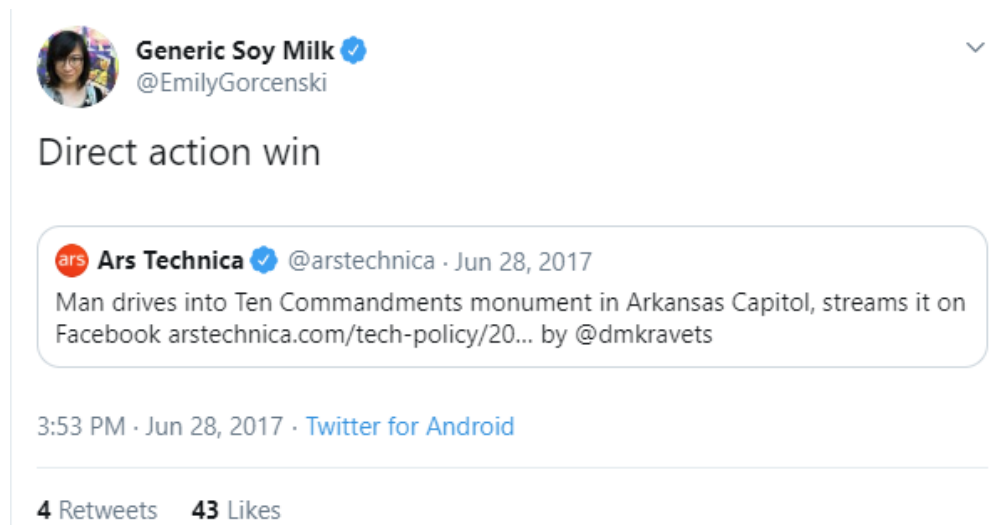 Generic Soy Milk
@EmilyGorcenski
Direct action win
ars Ars Technica @arstechnica · Jun 28, 2017
Man drives into Ten Commandments monument in Arkansas Capitol, streams it on
Facebook arstechnica.com/tech-policy/20... by @dmkravets
3:53 PM · Jun 28, 2017 · Twitter for Android
4 Retweets 43 Likes